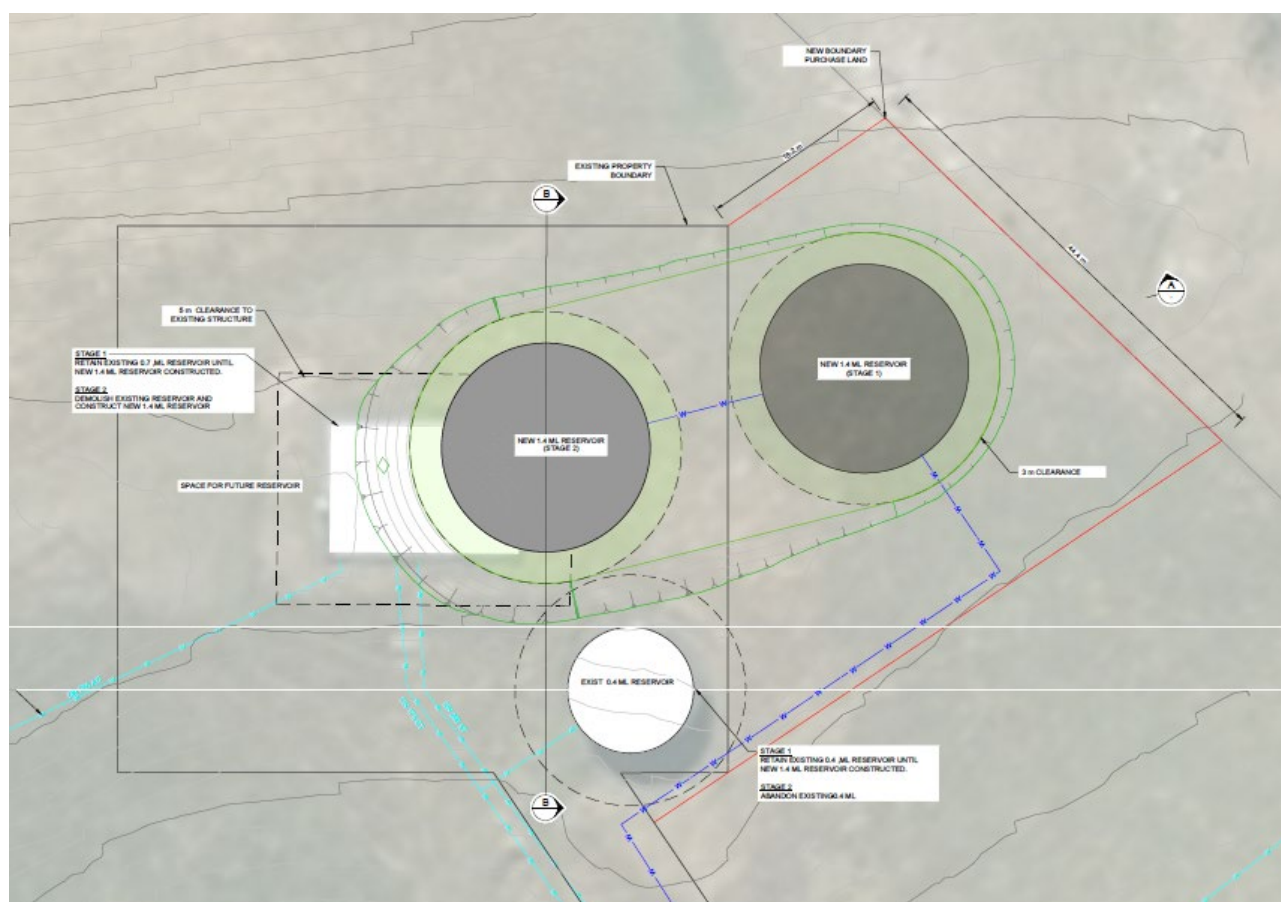 NEW BOUNDARY
PURCHASE LAND
EXISTING PROPERTY
BOUNDARY
44.4 m
B
A
5 m CLEARANCE TO
EXISTING STRUCTURE
STAGE 1
RETAIN EXISTING 0.7 ,ML RESERVOIR UNTIL
NEW 1.4 ML RESERVOIR CONSTRUCTED.
STAGE 2
DEMOLISH EXISTING RESERVOIR AND
CONSTRUCT NEW 1.4 ML RESERVOIR
NEW 1.4 ML RESERVOIR
(STAGE 1)
W
W
NEW 1.4 ML RESERVOIR
(STAGE 2)
3 m CLEARANCE
SPACE FOR FUTURE RESERVOIR
W
W
W
W
W
W
W
W
W
W
W
EXIST 0.4 ML RESERVOIR
STAGE 1
RETAIN EXISTING 0.4 ,ML RESERVOIR UNTIL
NEW 1.4 ML RESERVOIR CONSTRUCTED.
STAGE 2
ABANDON EXISTING0.4 ML
B